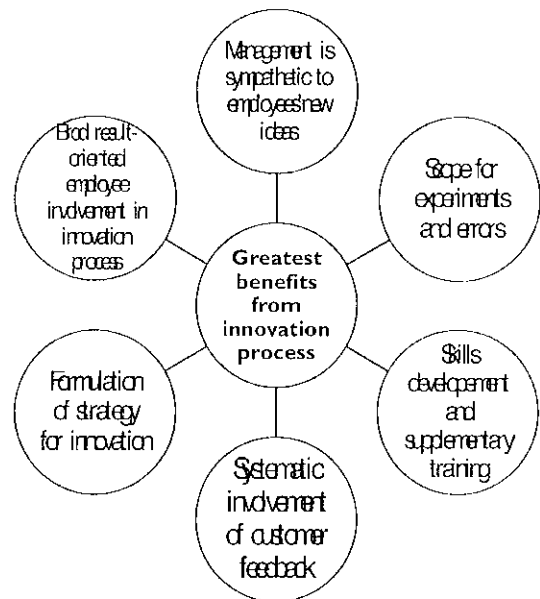 Management is
sympathetic to
employees' new
ideas
Brod result-
oriented
employee
involvement in
innovation
process
Scope for
experiments
and errors
Greatest
benefits
from
innovation
process
Formulation
of strategy
for innovation
Skills
developement
and
supplementary
training
Systematic
involvement
of customer
feedback